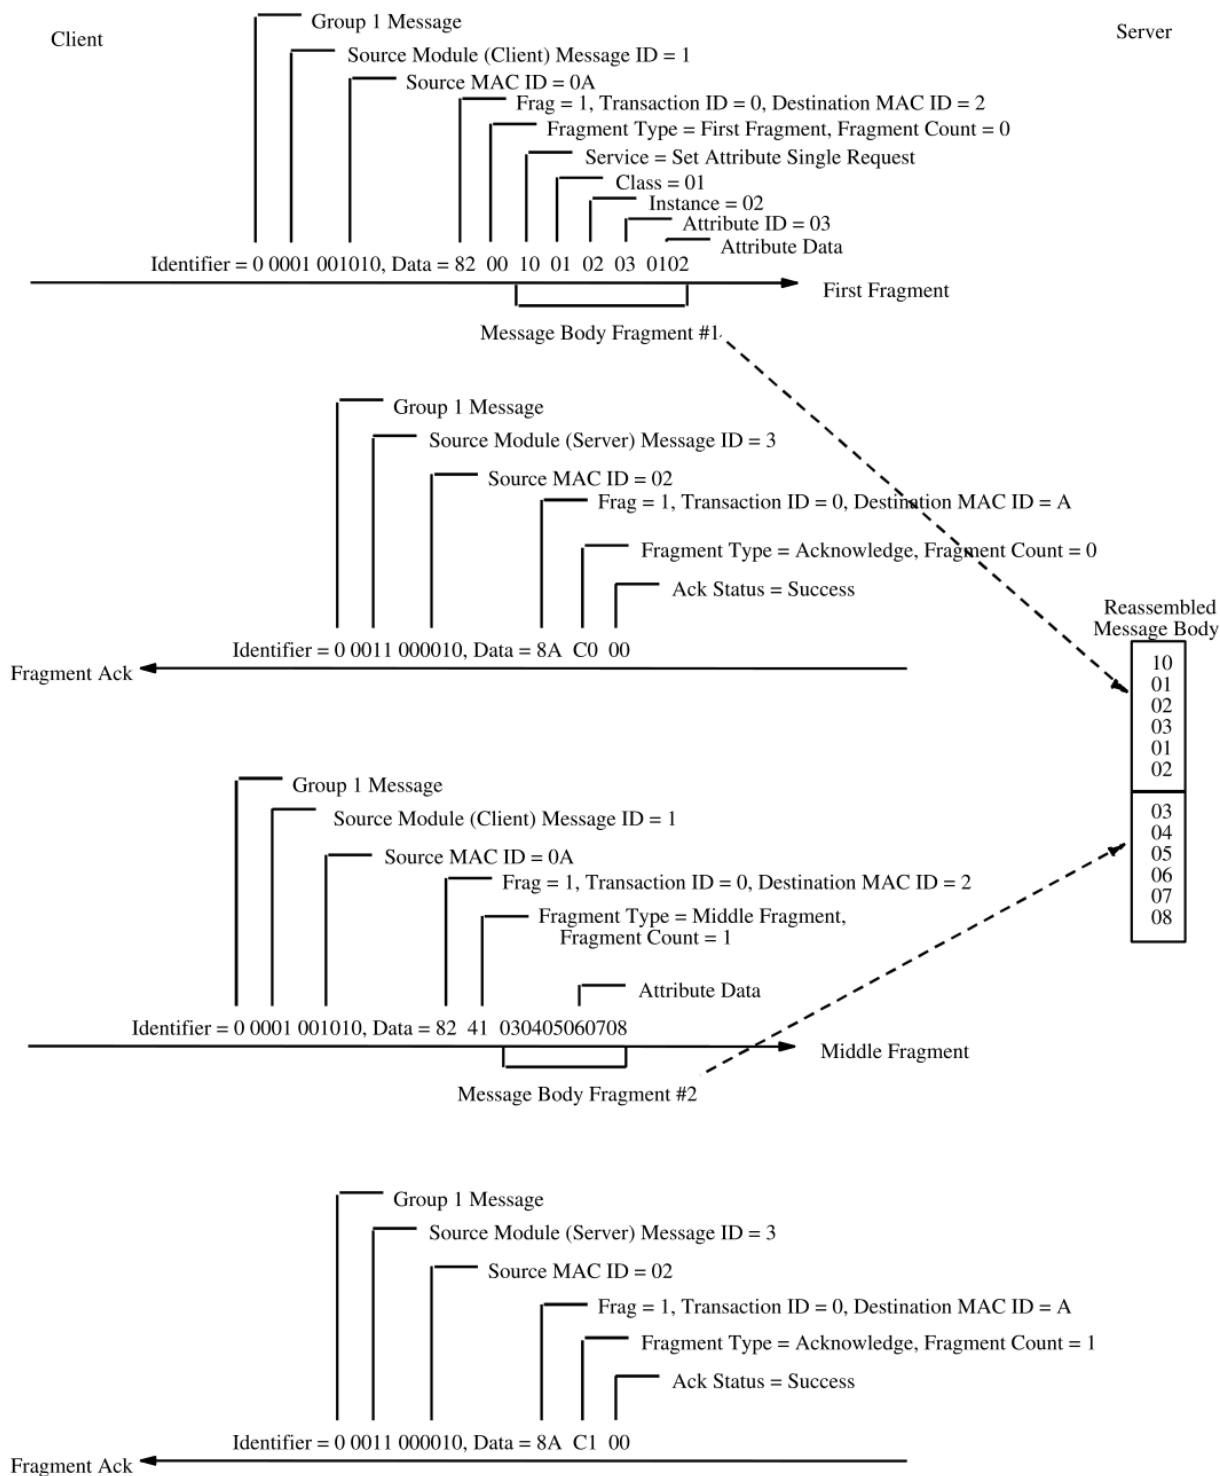 Client
Server
Group 1 Message
Source Module (Client) Message ID = 1
Source MAC ID = 0A
Frag = 1, Transaction ID = 0, Destination MAC ID = 2
Fragment Type = First Fragment, Fragment Count = 0
Service = Set Attribute Single Request
Class = 01
Instance = 02
Attribute ID = 03
Attribute Data
Identifier = 0 0001 001010, Data = 82 00 10 01 02 03 0102
First Fragment
Message Body Fragment #1
Group 1 Message
Source Module (Server) Message ID = 3
Source MAC ID = 02
Frag = 1, Transaction ID = 0, Destination MAC ID = A
Fragment Type = Acknowledge, Fragment Count = 0
Ack Status = Success
Identifier = 0 0011 000010, Data = 8A C0 00
Fragment Ack
Reassembled
Message Body
10
01
02
03
01
02
03
04
05
06
07
08
Group 1 Message
Source Module (Client) Message ID = 1
Source MAC ID = 0A
Frag = 1, Transaction ID = 0, Destination MAC ID = 2
Fragment Type = Middle Fragment,
Fragment Count = 1
Attribute Data
Identifier = 0 0001 001010, Data = 82 41 030405060708
Middle Fragment
Message Body Fragment #2
Group 1 Message
Source Module (Server) Message ID = 3
Source MAC ID = 02
Frag = 1, Transaction ID = 0, Destination MAC ID = A
Fragment Type = Acknowledge, Fragment Count = 1
Ack Status = Success
Identifier = 0 0011 000010, Data = 8A C1 00
Fragment Ack